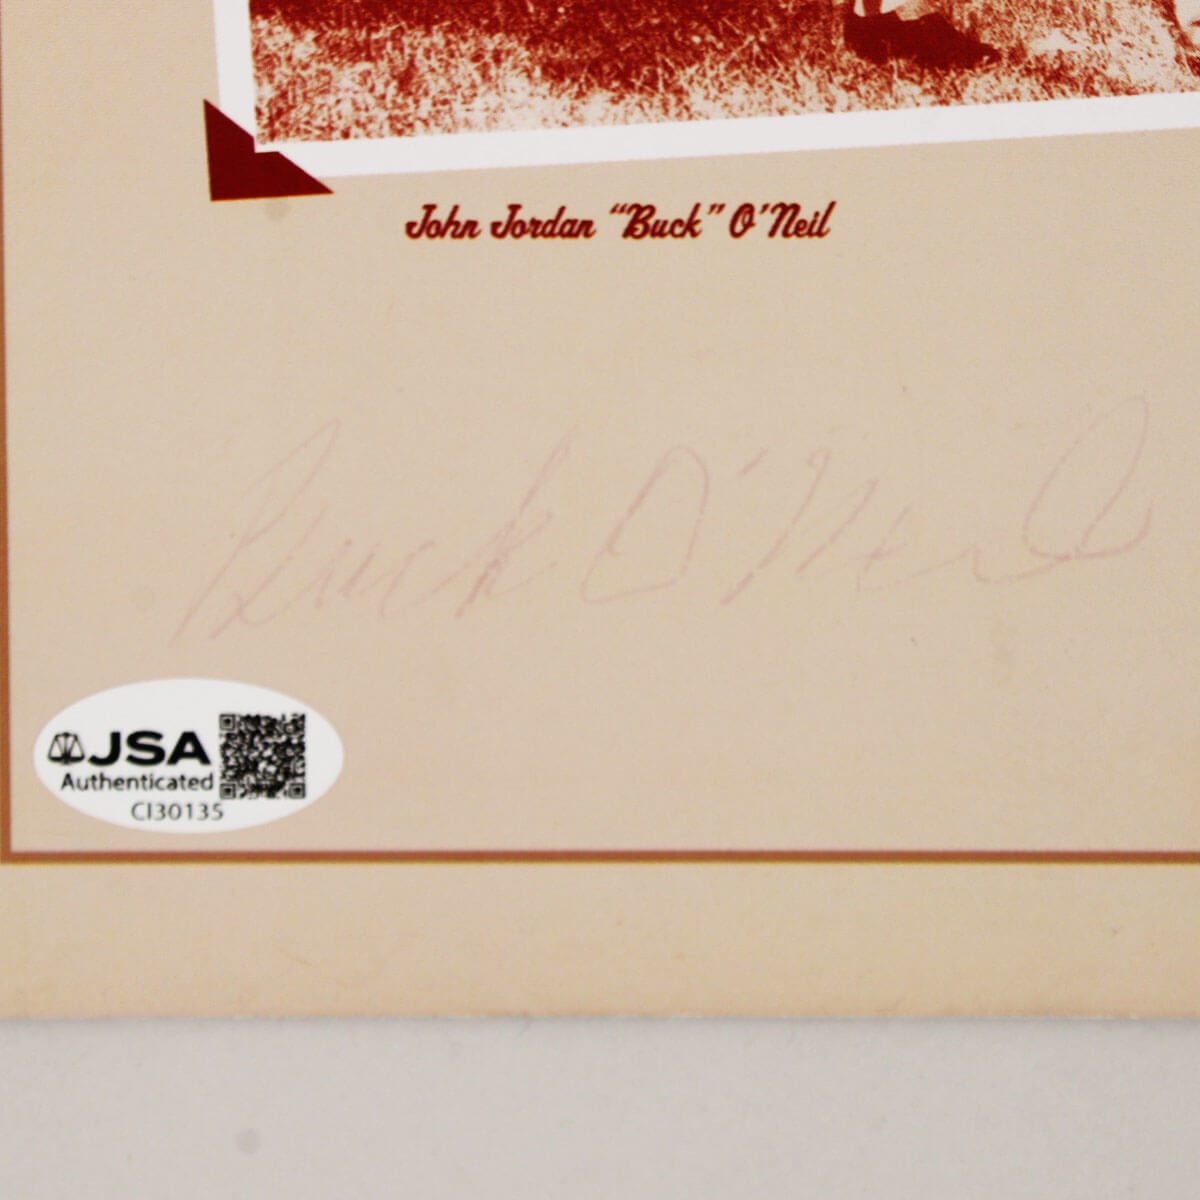 John Jordan “Buck” O’Neil
Buck O'Neil
JSA
Authenticated
CI30135